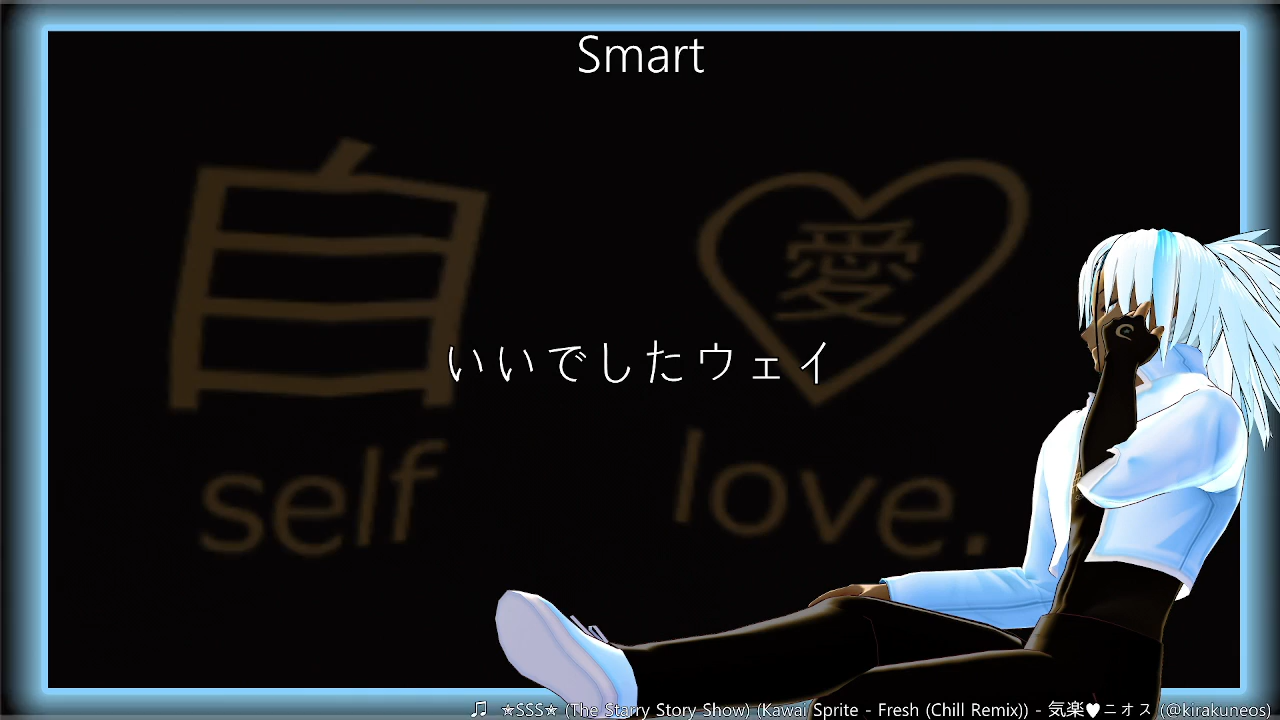 Smart
自 愛
いいでしたウェイ
self love.
♫ ★SSS★ (The Starry Story Show) (Kawai Sprite - Fresh (Chill Remix)) - 気楽♥ニオス (@kirakuneos)